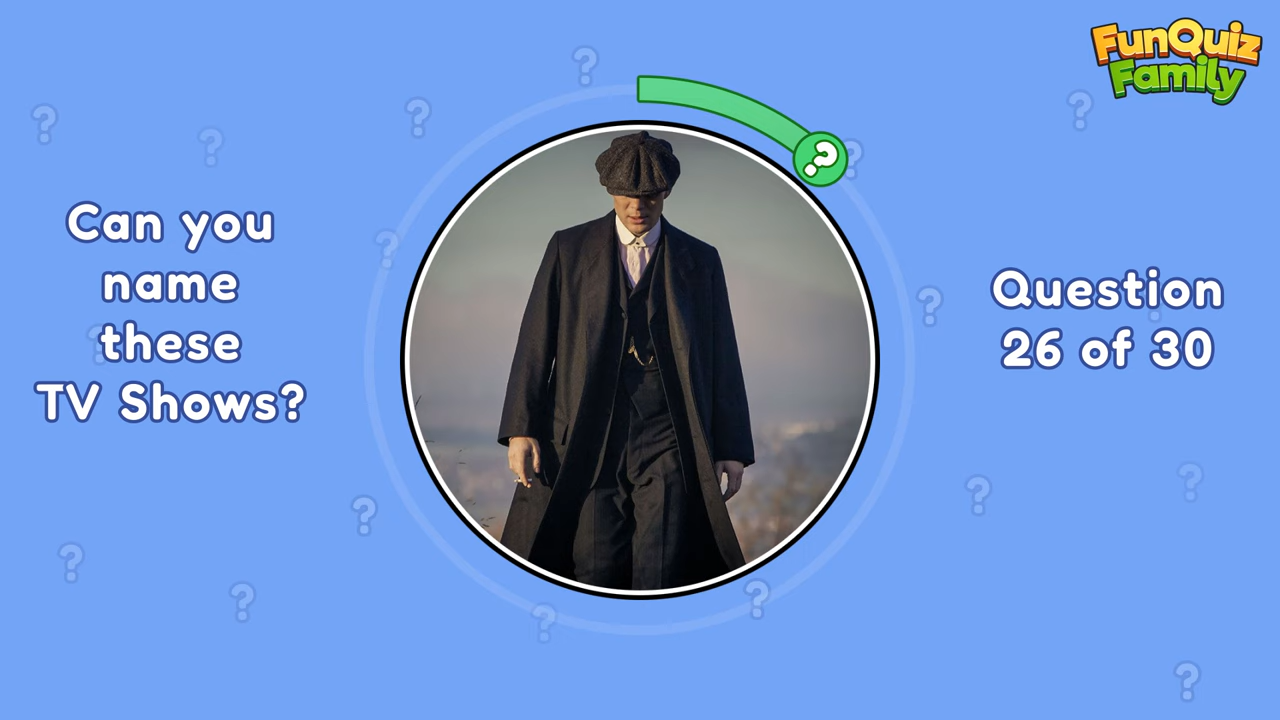 FunQuiz
Family
Can you
name
these
TV Shows?
Question
26 of 30